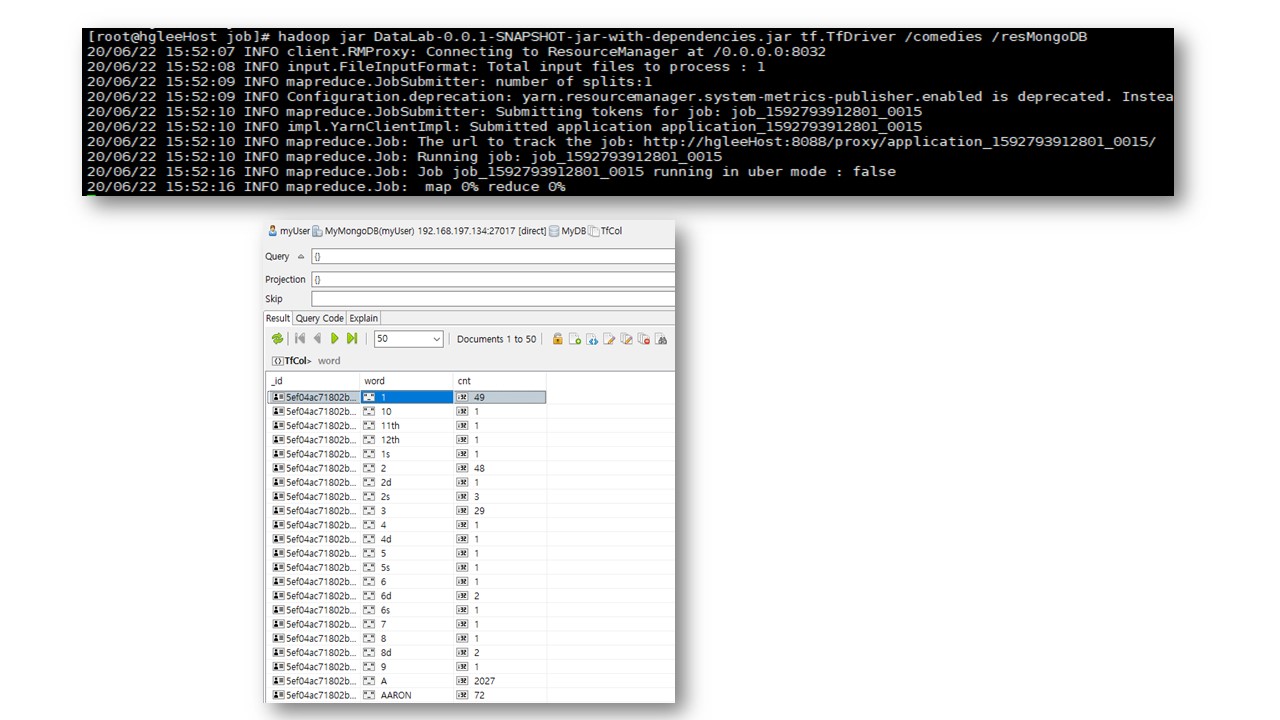 [root@hgleeHost job]# hadoop jar DataLab-0.0.1-SNAPSHOT-jar-with-dependencies.jar tf.TfDriver /comedies /resMongoDB
20/06/22 15:52:07 INFO client.RMProxy: Connecting to ResourceManager at /0.0.0.0:8032
20/06/22 15:52:08 INFO input.FileInputFormat: Total input files to process : 1
20/06/22 15:52:09 INFO mapreduce.JobSubmitter: number of splits:1
20/06/22 15:52:09 INFO Configuration.deprecation: yarn.resourcemanager.system-metrics-publisher.enabled is deprecated. Instea
20/06/22 15:52:10 INFO mapreduce.JobSubmitter: Submitting tokens for job: job_1592793912801_0015
20/06/22 15:52:10 INFO impl.YarnClientImpl: Submitted application application_1592793912801_0015
20/06/22 15:52:10 INFO mapreduce.Job: The url to track the job: http://hgleeHost:8088/proxy/application_1592793912801_0015/
20/06/22 15:52:10 INFO mapreduce.Job: Running job: job_1592793912801_0015
20/06/22 15:52:16 INFO mapreduce.Job: Job job_1592793912801_0015 running in uber mode : false
20/06/22 15:52:16 INFO mapreduce.Job:  map 0% reduce 0%
myUser MyMongoDB(myUser) 192.168.197.134:27017 [direct] MyDB TfCol
Query {}
Projection {}
Skip
Result Query Code Explain
50 Documents 1 to 50
{}TfCol> word
_id word cnt
5ef04ac71802b... 1 49
5ef04ac71802b... 10 1
5ef04ac71802b... 11th 1
5ef04ac71802b... 12th 1
5ef04ac71802b... 1s 1
5ef04ac71802b... 2 48
5ef04ac71802b... 2d 1
5ef04ac71802b... 2s 3
5ef04ac71802b... 3 29
5ef04ac71802b... 4 1
5ef04ac71802b... 4d 1
5ef04ac71802b... 5 1
5ef04ac71802b... 5s 1
5ef04ac71802b... 6 1
5ef04ac71802b... 6d 2
5ef04ac71802b... 6s 1
5ef04ac71802b... 7 1
5ef04ac71802b... 8 1
5ef04ac71802b... 8d 2
5ef04ac71802b... 9 1
5ef04ac71802b... A 2027
5ef04ac71802b... AARON 72